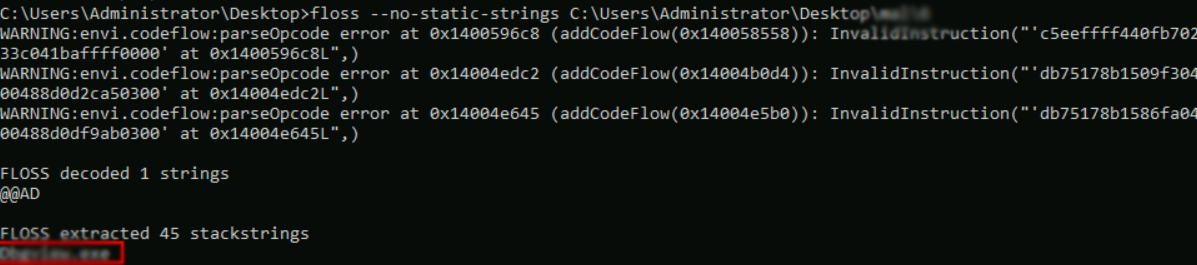 C:\Users\Administrator\Desktop>floss --no-static-strings C:\Users\Administrator\Desktop
WARNING:envi.codeflow:parseOpcode error at 0x1400596c8 (addCodeFlow(0x140058558)): InvalidInstruction("'c5eeffff440fb702
33c041baffff0000' at 0x1400596c8L",)
WARNING:envi.codeflow:parseOpcode error at 0x14004edc2 (addCodeFlow(0x14004b0d4)): InvalidInstruction("'db75178b1509f304
00488d0d2ca50300' at 0x14004edc2L",)
WARNING:envi.codeflow:parseOpcode error at 0x14004e645 (addCodeFlow(0x14004e5b0)): InvalidInstruction("'db75178b1586fa04
00488d0df9ab0300' at 0x14004e645L",)
FLOSS decoded 1 strings
@@AD
FLOSS extracted 45 stackstrings